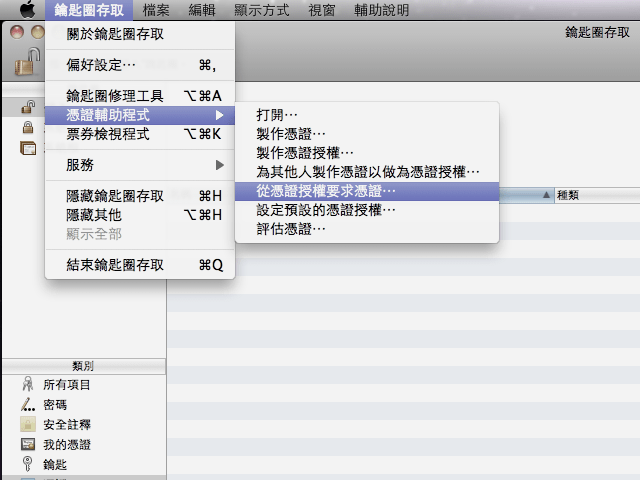 鑰匙圈存取 檔案 編輯 顯示方式 視窗 輔助說明
鑰匙圈存取
關於鑰匙圈存取
偏好設定… ⌘,
鑰匙圈修理工具 ⌥⌘A
憑證輔助程式 ▶
票券檢視程式 ⌥⌘K
服務 ▶
隱藏鑰匙圈存取 ⌘H
隱藏其他 ⌥⌘H
顯示全部
結束鑰匙圈存取 ⌘Q
打開…
製作憑證…
製作憑證授權…
為其他人製作憑證以做為憑證授權…
從憑證授權要求憑證…
設定預設的憑證授權…
評估憑證…
種類
類別
所有項目
密碼
安全註釋
我的憑證
鑰匙